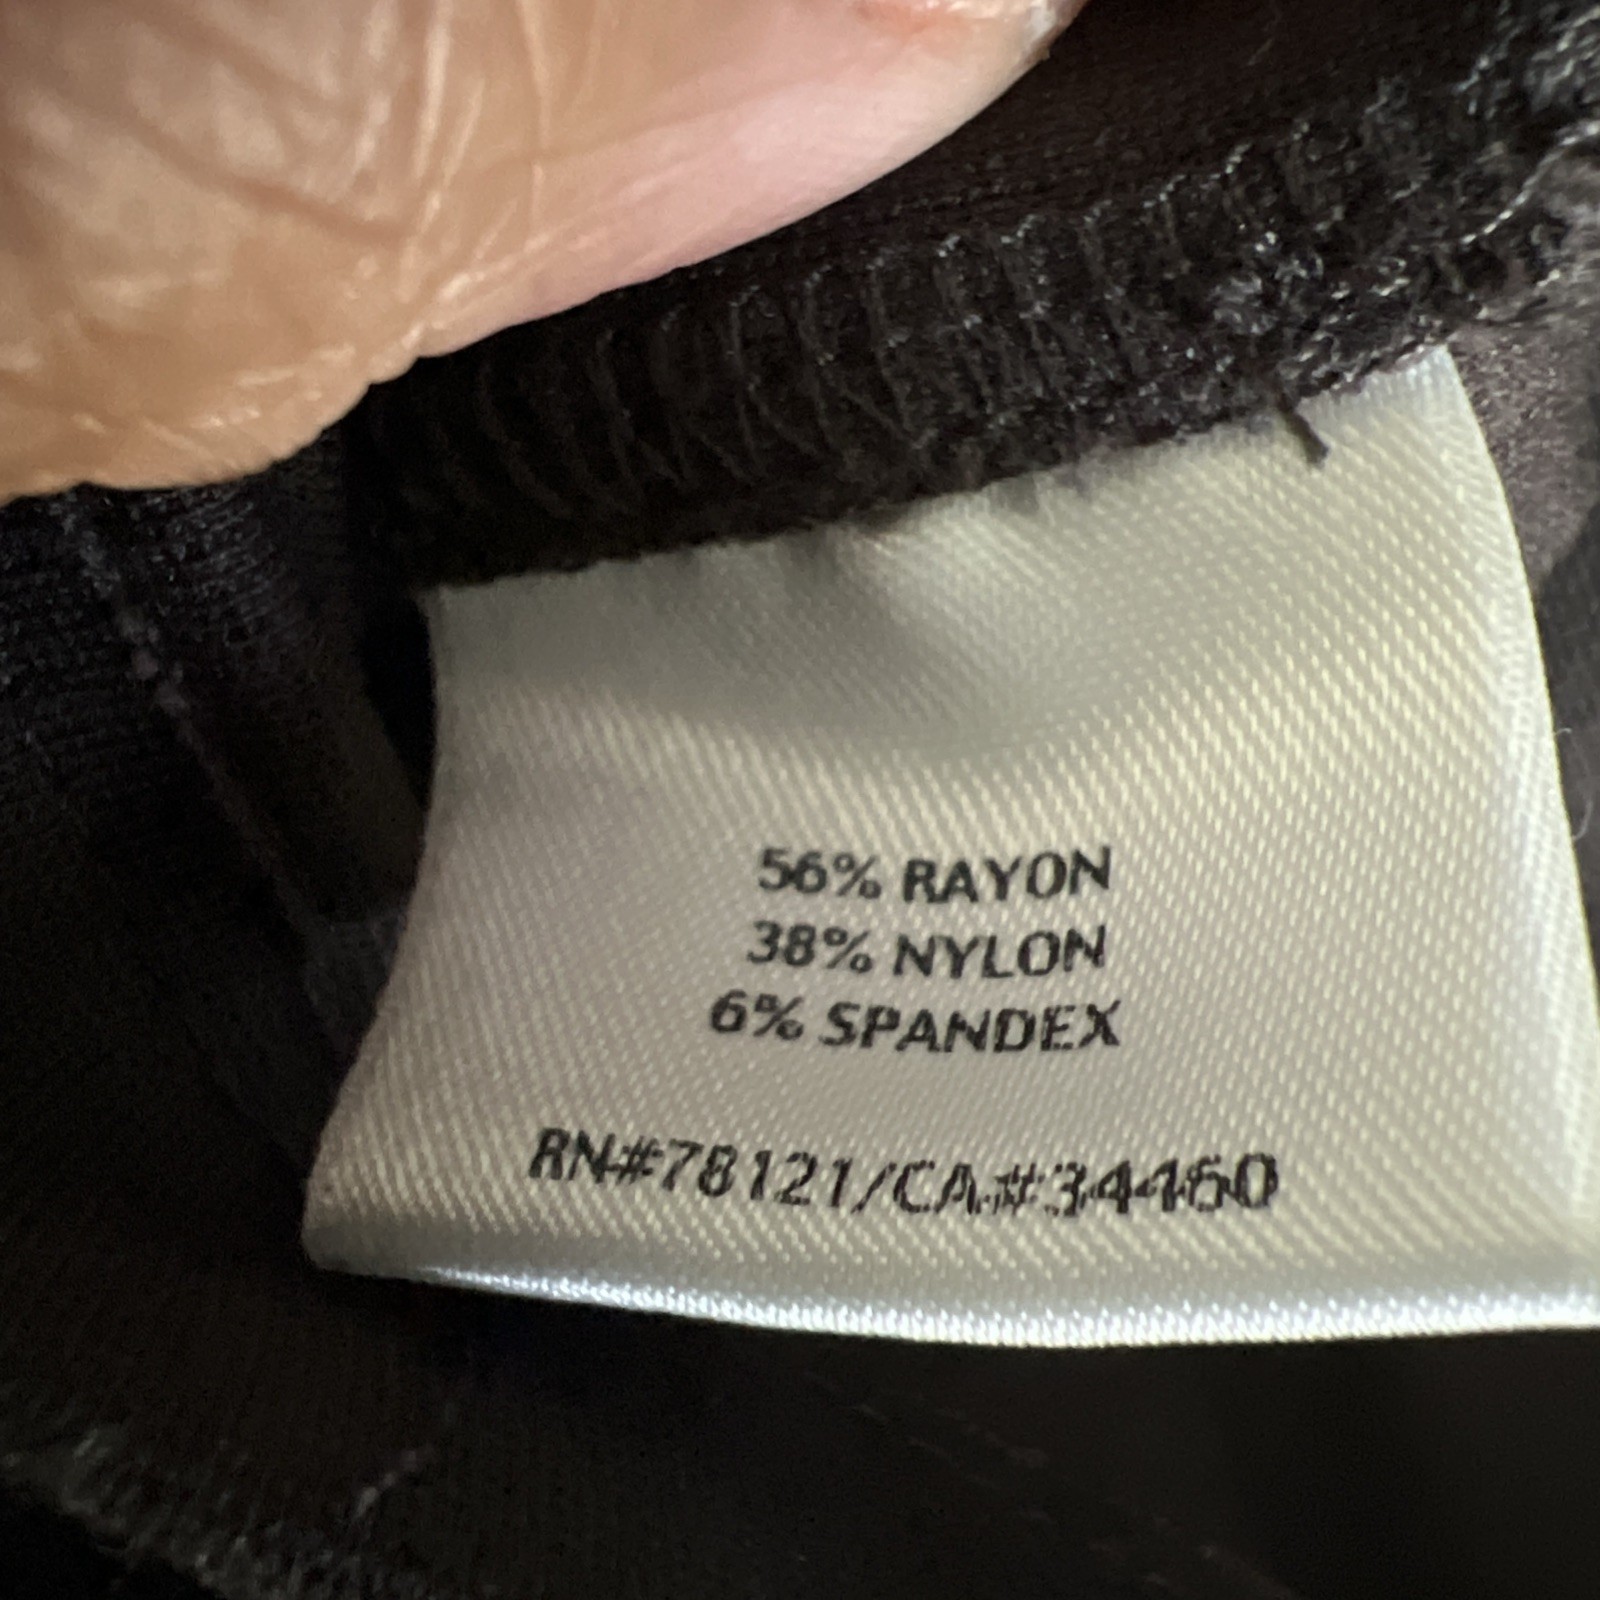 56% RAYON
38% NYLON
6% SPANDEX
RN#78121/CA#34460